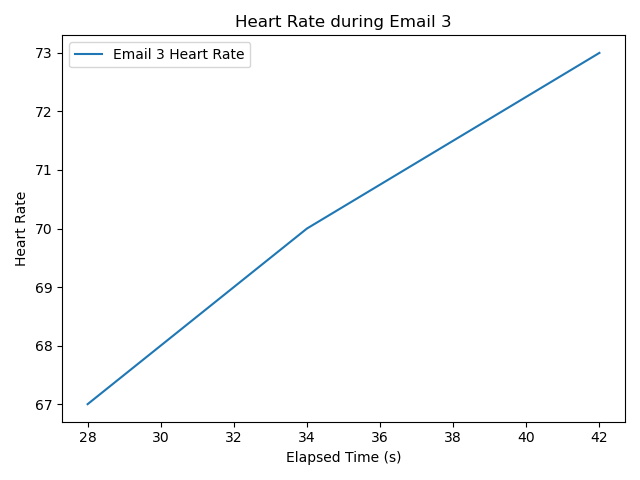 Heart Rate during Email 3
Email 3 Heart Rate
73
72
71
70
69
68
67
Heart Rate
28 30 32 34 36 38 40 42
Elapsed Time (s)